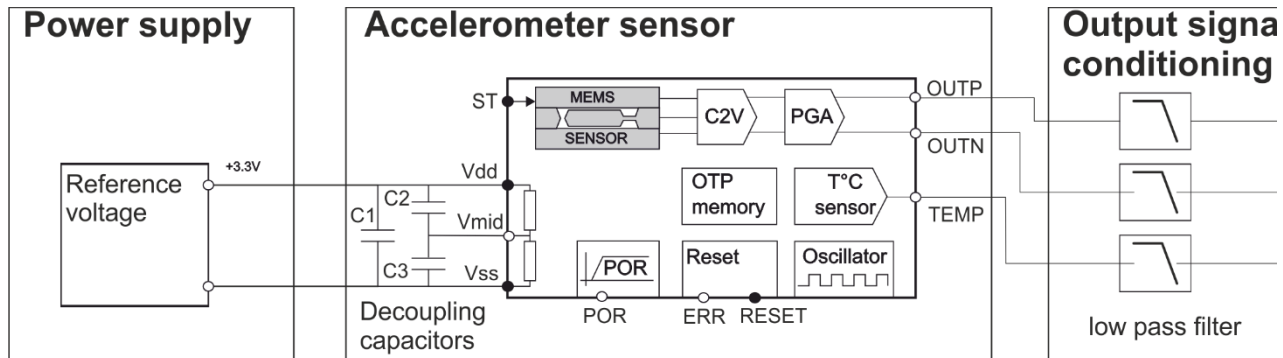 Power supply
Reference
voltage
+3.3V
Accelerometer sensor
ST
MEMS
SENSOR
C2V
PGA
OUTP
OUTN
Vdd
C2
C1
Vmid
C3
Vss
OTP
memory
T°C
sensor
TEMP
POR
Reset
Oscillator
POR
ERR
RESET
Decoupling
capacitors
Output signa
conditioning
low pass filter